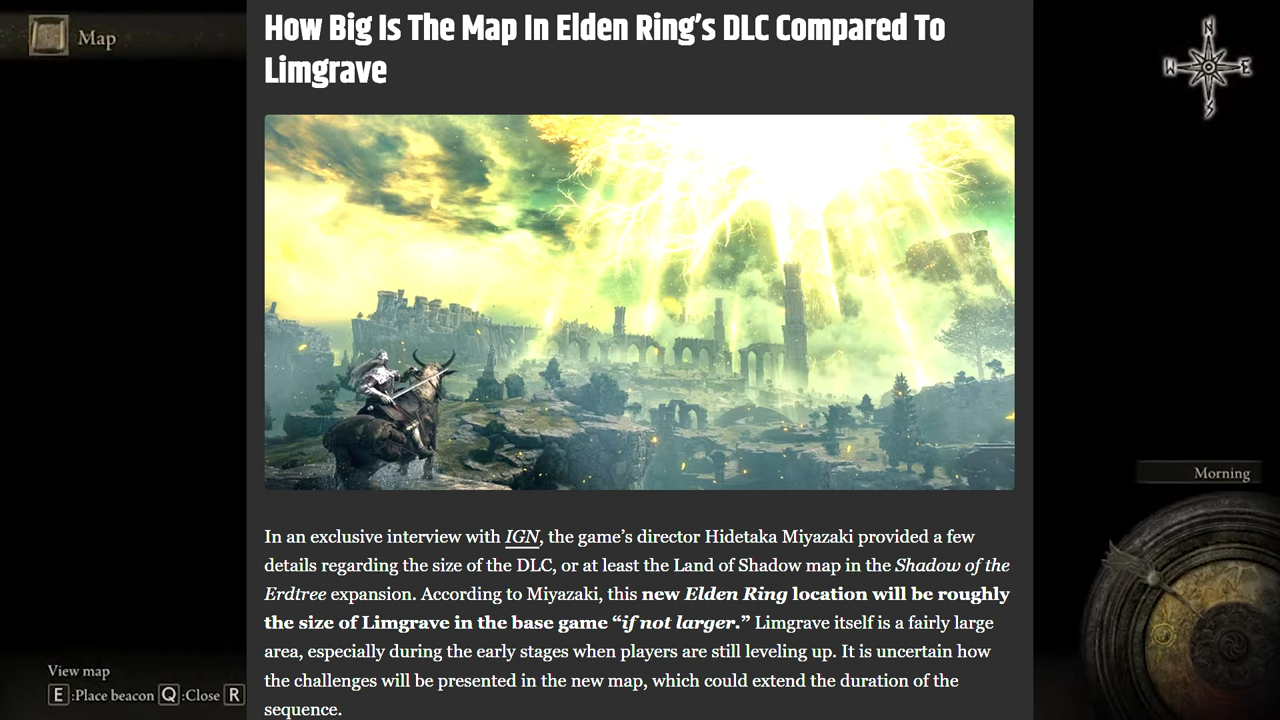 Map
How Big Is The Map In Elden Ring’s DLC Compared To
Limgrave
N
W E
S
Morning
In an exclusive interview with IGN, the game’s director Hidetaka Miyazaki provided a few
details regarding the size of the DLC, or at least the Land of Shadow map in the Shadow of the
Erdtree expansion. According to Miyazaki, this new Elden Ring location will be roughly
the size of Limgrave in the base game “if not larger.” Limgrave itself is a fairly large
area, especially during the early stages when players are still leveling up. It is uncertain how
the challenges will be presented in the new map, which could extend the duration of the
sequence.
View map
E:Place beacon Q:Close R